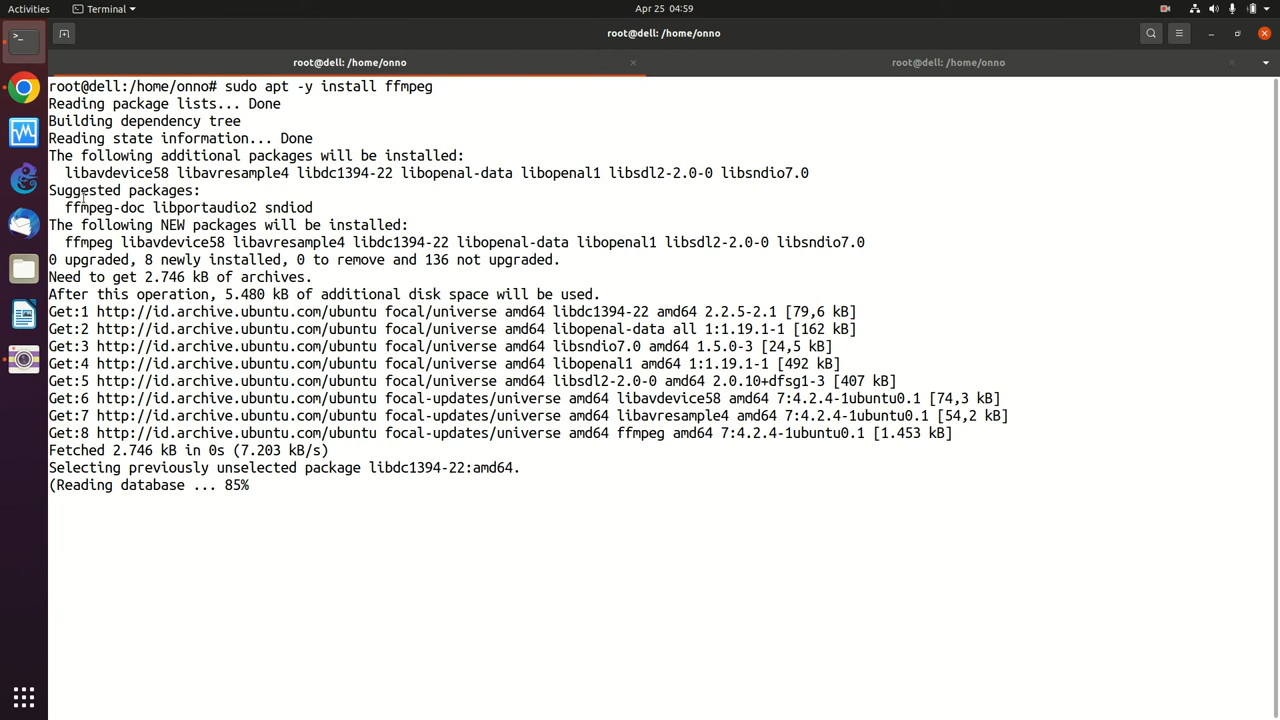 Activities
Terminal
Apr 25 04:59
root@dell: /home/onno
root@dell: /home/onno
root@dell: /home/onno
root@dell:/home/onno# sudo apt -y install ffmpeg
Reading package lists... Done
Building dependency tree
Reading state information... Done
The following additional packages will be installed:
  libavdevice58 libavresample4 libdc1394-22 libopenal-data libopenal1 libsdl2-2.0-0 libsndio7.0
Suggested packages:
  ffmpeg-doc libportaudio2 sndiod
The following NEW packages will be installed:
  ffmpeg libavdevice58 libavresample4 libdc1394-22 libopenal-data libopenal1 libsdl2-2.0-0 libsndio7.0
0 upgraded, 8 newly installed, 0 to remove and 136 not upgraded.
Need to get 2.746 kB of archives.
After this operation, 5.480 kB of additional disk space will be used.
Get:1 http://id.archive.ubuntu.com/ubuntu focal/universe amd64 libdc1394-22 amd64 2.2.5-2.1 [79,6 kB]
Get:2 http://id.archive.ubuntu.com/ubuntu focal/universe amd64 libopenal-data all 1:1.19.1-1 [162 kB]
Get:3 http://id.archive.ubuntu.com/ubuntu focal/universe amd64 libsndio7.0 amd64 1.5.0-3 [24,5 kB]
Get:4 http://id.archive.ubuntu.com/ubuntu focal/universe amd64 libopenal1 amd64 1:1.19.1-1 [492 kB]
Get:5 http://id.archive.ubuntu.com/ubuntu focal/universe amd64 libsdl2-2.0-0 amd64 2.0.10+dfsg1-3 [407 kB]
Get:6 http://id.archive.ubuntu.com/ubuntu focal-updates/universe amd64 libavdevice58 amd64 7:4.2.4-1ubuntu0.1 [74,3 kB]
Get:7 http://id.archive.ubuntu.com/ubuntu focal-updates/universe amd64 libavresample4 amd64 7:4.2.4-1ubuntu0.1 [54,2 kB]
Get:8 http://id.archive.ubuntu.com/ubuntu focal-updates/universe amd64 ffmpeg amd64 7:4.2.4-1ubuntu0.1 [1.453 kB]
Fetched 2.746 kB in 0s (7.203 kB/s)
Selecting previously unselected package libdc1394-22:amd64.
(Reading database ... 85%